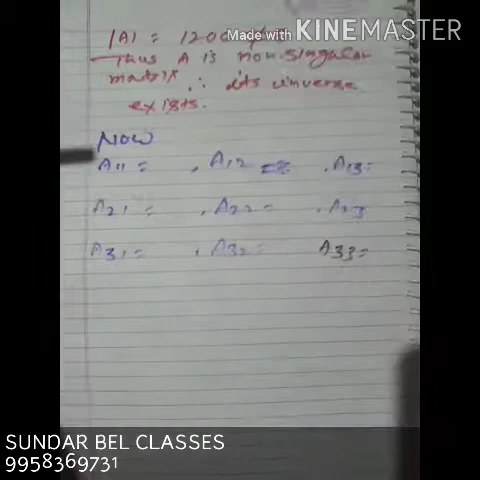 |A| = 1200
Made with KINEMASTER
Thus A is non-singular
matrix ∴ its inverse
exists.
Now
A11 = , A12 = , A13=
A21 = , A22 = , A23
A31 = , A32 = A33=
SUNDAR BEL CLASSES
9958369731